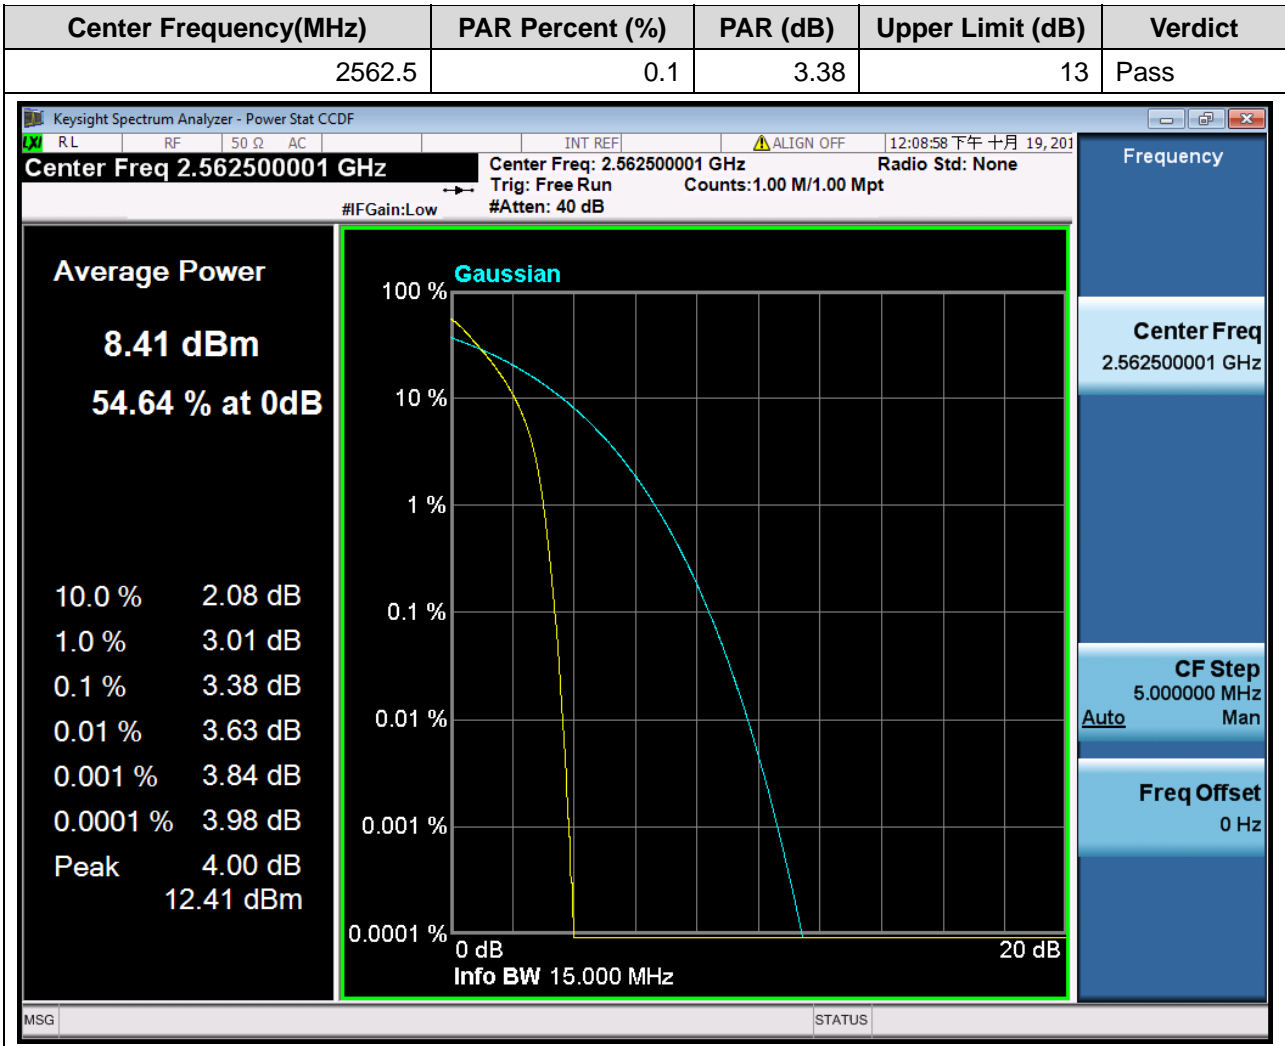 Center Frequency(MHz) PAR Percent (%) PAR (dB) Upper Limit (dB) Verdict
2562.5 0.1 3.38 13 Pass
Keysight Spectrum Analyzer - Power Stat CCDF
LXI RL RF 50 Ω AC INT REF ALIGN OFF 12:08:58 下午 十月 19, 201
Center Freq 2.562500001 GHz
Center Freq: 2.562500001 GHz Radio Std: None
Trig: Free Run Counts:1.00 M/1.00 Mpt
#IFGain:Low #Atten: 40 dB
Average Power
8.41 dBm
54.64 % at 0dB
10.0 % 2.08 dB
1.0 % 3.01 dB
0.1 % 3.38 dB
0.01 % 3.63 dB
0.001 % 3.84 dB
0.0001 % 3.98 dB
Peak 4.00 dB
12.41 dBm
Gaussian
100 %
10 %
1 %
0.1 %
0.01 %
0.001 %
0.0001 %
0 dB 20 dB
Info BW 15.000 MHz
Frequency
Center Freq
2.562500001 GHz
CF Step
5.000000 MHz
Auto Man
Freq Offset
0 Hz
MSG STATUS